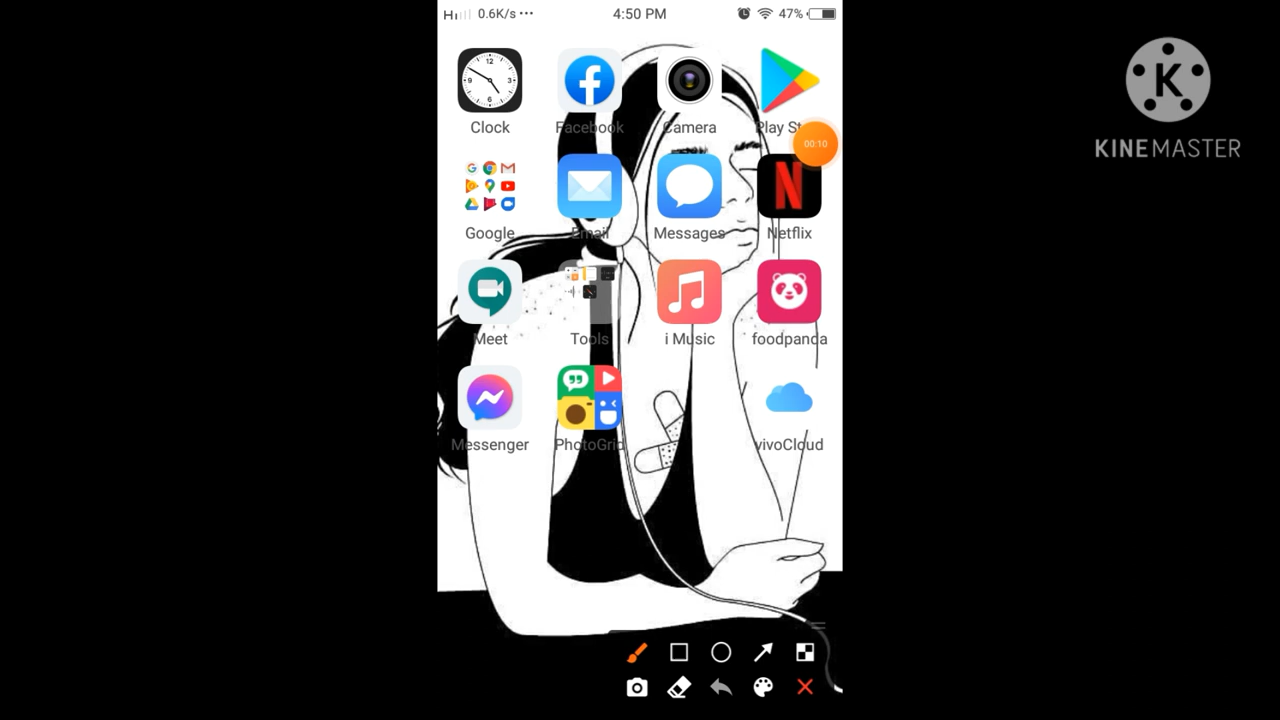 H 0.6K/s ••• 4:50 PM 47%
KINEMASTER
Clock Facebook Camera Play St
00:10
Google Email Messages Netflix
Meet Tools i Music foodpanda
Messenger PhotoGrid vivoCloud